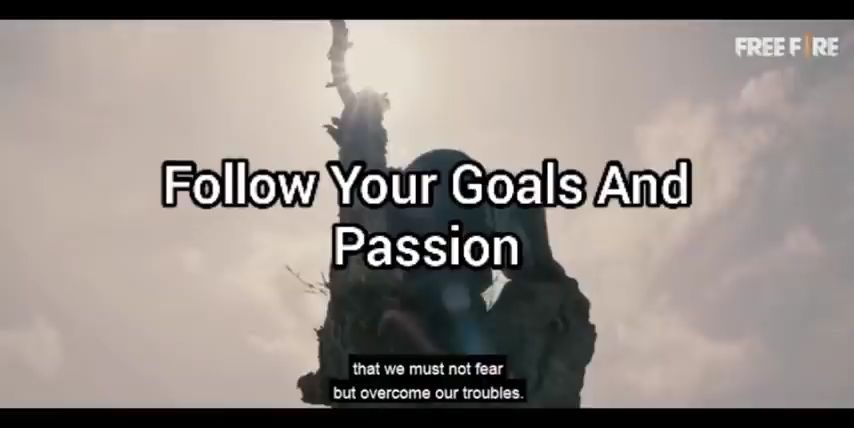 FREE FIRE
Follow Your Goals And
Passion
that we must not fear
but overcome our troubles.